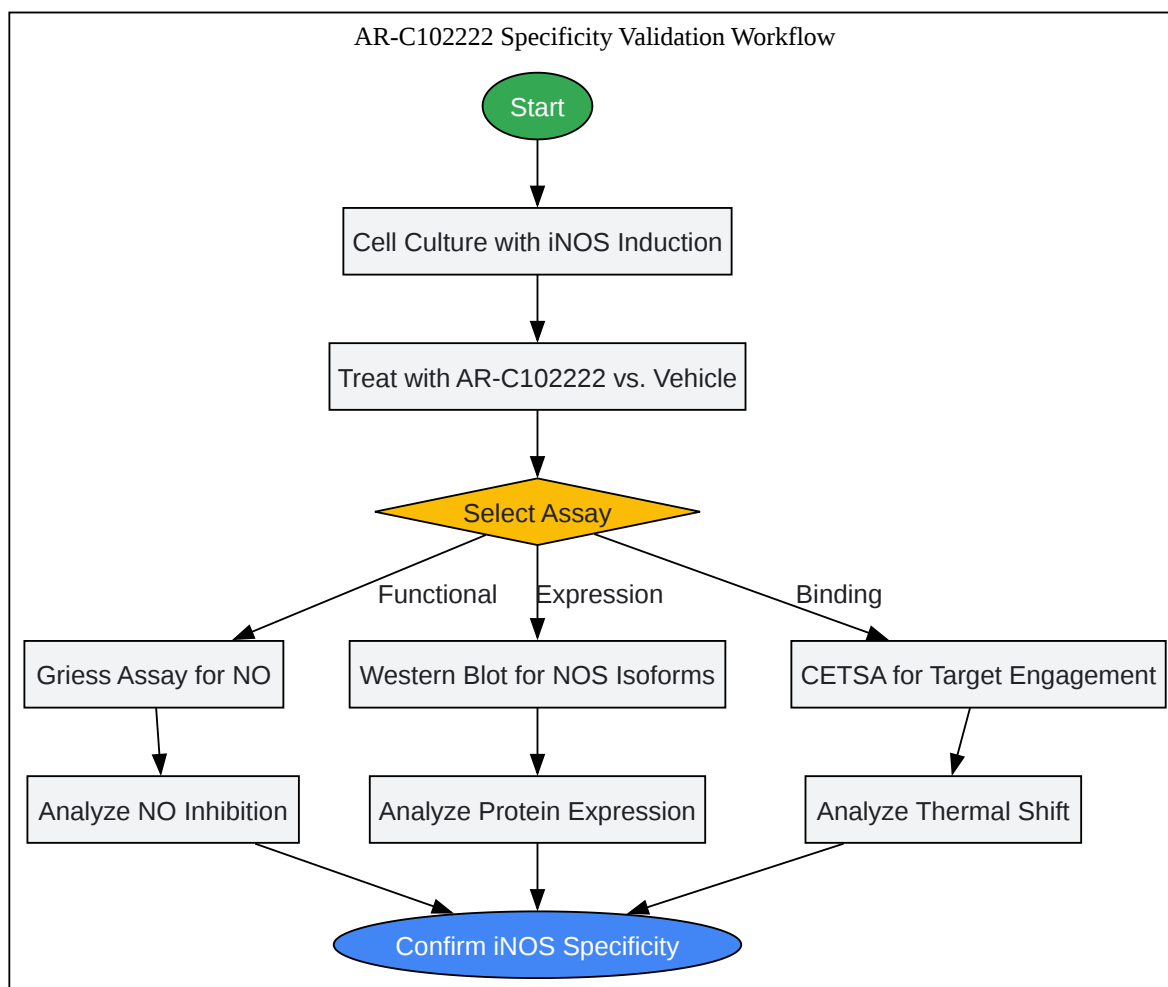 AR-C102222 Specificity Validation Workflow
Start
Cell Culture with iNOS Induction
Treat with AR-C102222 vs. Vehicle
Select Assay
Functional
Expression
Binding
Griess Assay for NO
Western Blot for NOS Isoforms
CETSA for Target Engagement
Analyze NO Inhibition
Analyze Protein Expression
Analyze Thermal Shift
Confirm iNOS Specificity